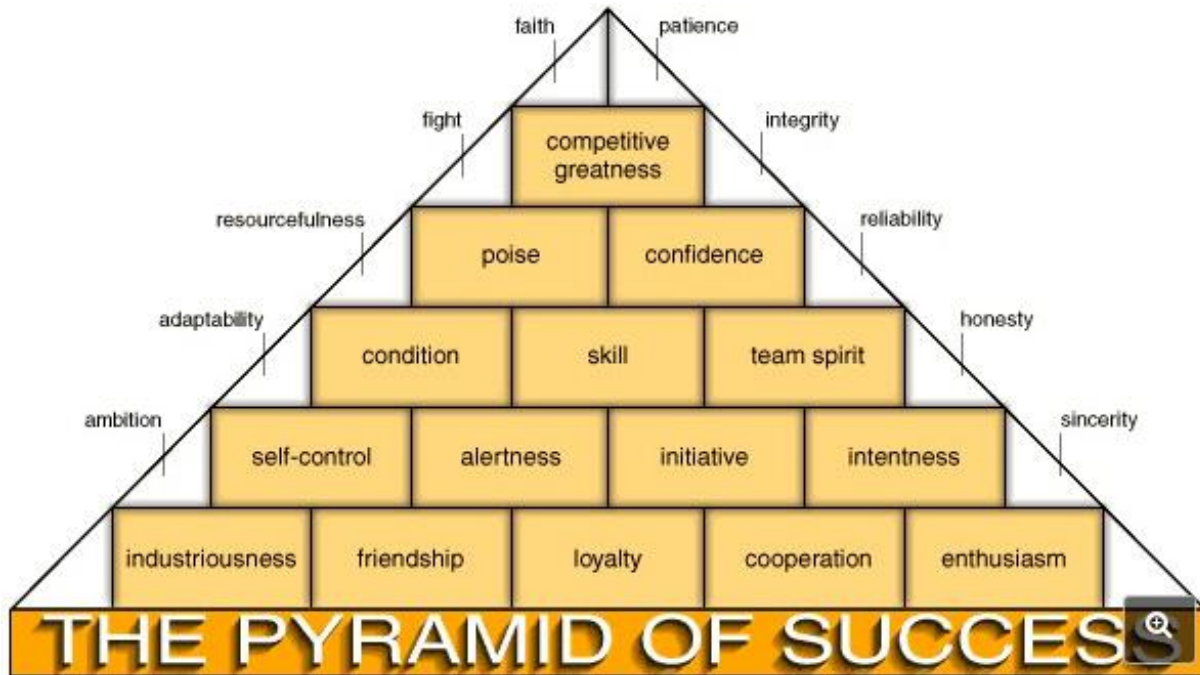 faith
patience
fight
integrity
competitive
greatness
resourcefulness
reliability
poise
confidence
adaptability
honesty
condition
skill
team spirit
ambition
sincerity
self-control
alertness
initiative
intentness
industriousness
friendship
loyalty
cooperation
enthusiasm
THE PYRAMID OF SUCCESS